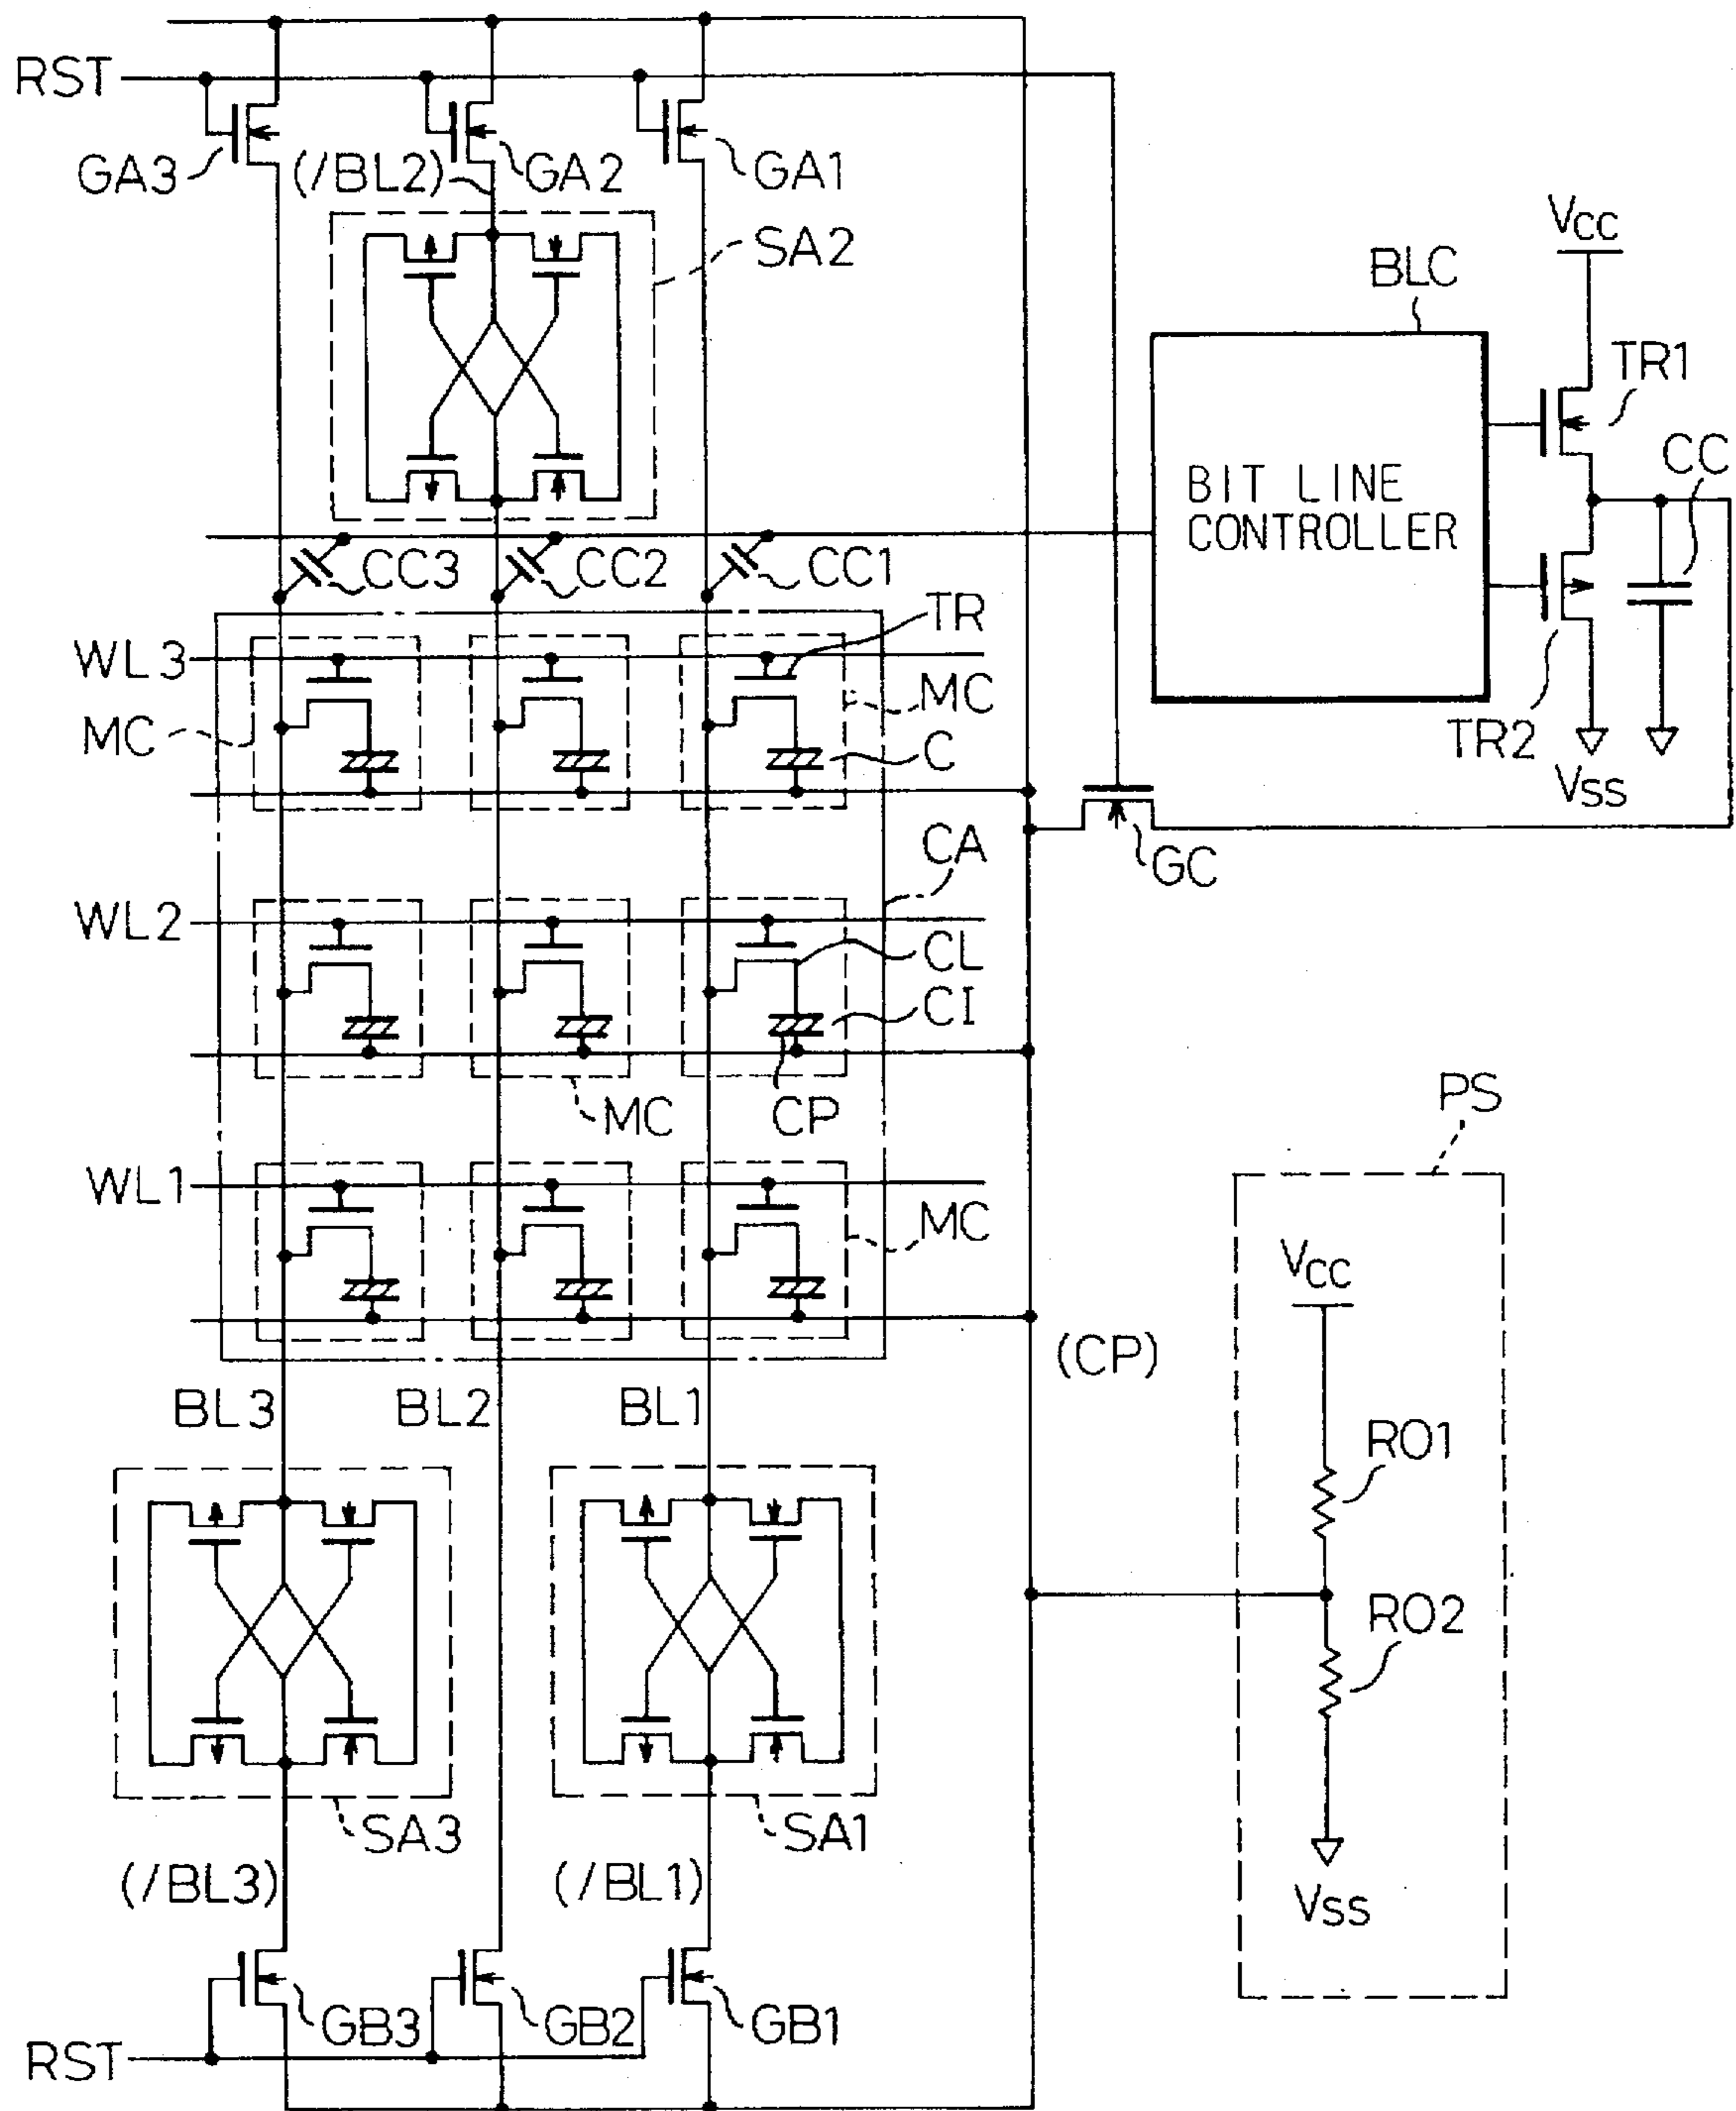 RST
GA3
(/BL2)
GA2
GA1
SA2
VCC
BLC
TR1
CC
BIT LINE
CONTROLLER
CC3
CC2
CC1
TR
WL3
MC
MC
C
TR2
VSS
GC
CA
WL2
CL
CI
MC
CP
PS
WL1
MC
VCC
(CP)
BL3
BL2
BL1
RO1
RO2
SA3
SA1
(/BL3)
(/BL1)
VSS
GB3
GB2
GB1
RST